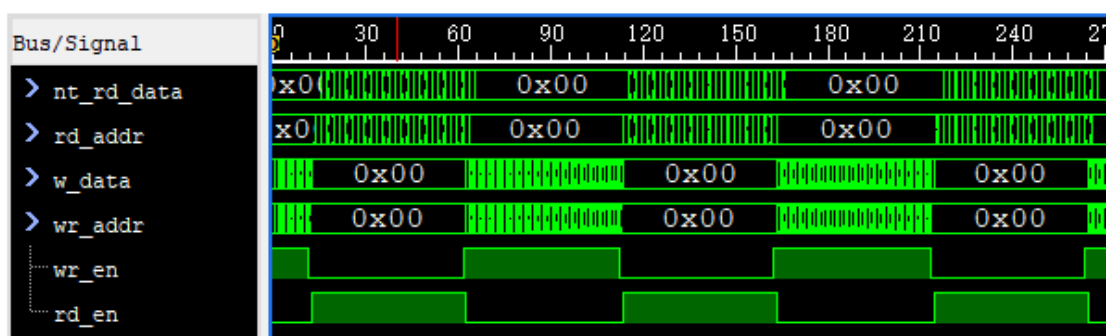 Bus/Signal 0 30 60 90 120 150 180 210 240
nt_rd_data 0x00 0x00
rd_addr 0x00 0x00
w_data 0x00 0x00 0x00
wr_addr 0x00 0x00 0x00
wr_en
rd_en